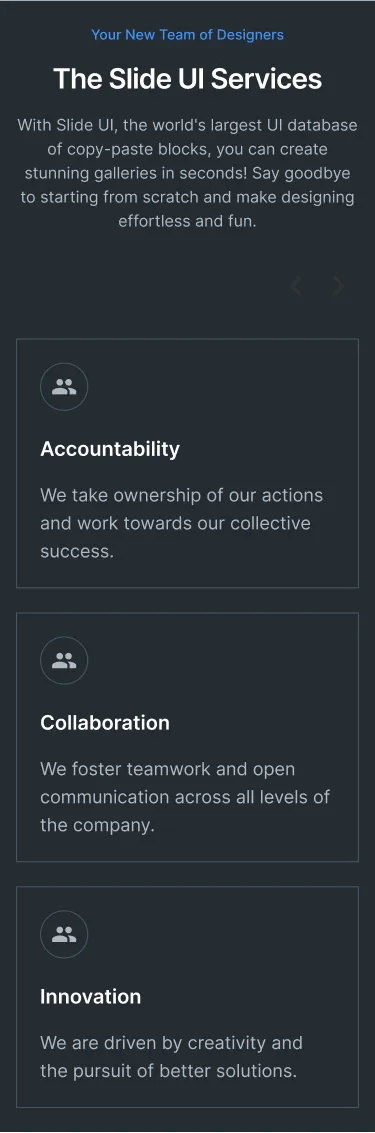 Your New Team of Designers
The Slide UI Services
With Slide UI, the world's largest UI database
of copy-paste blocks, you can create
stunning galleries in seconds! Say goodbye
to starting from scratch and make designing
effortless and fun.
Accountability
We take ownership of our actions
and work towards our collective
success.
Collaboration
We foster teamwork and open
communication across all levels of
the company.
Innovation
We are driven by creativity and
the pursuit of better solutions.